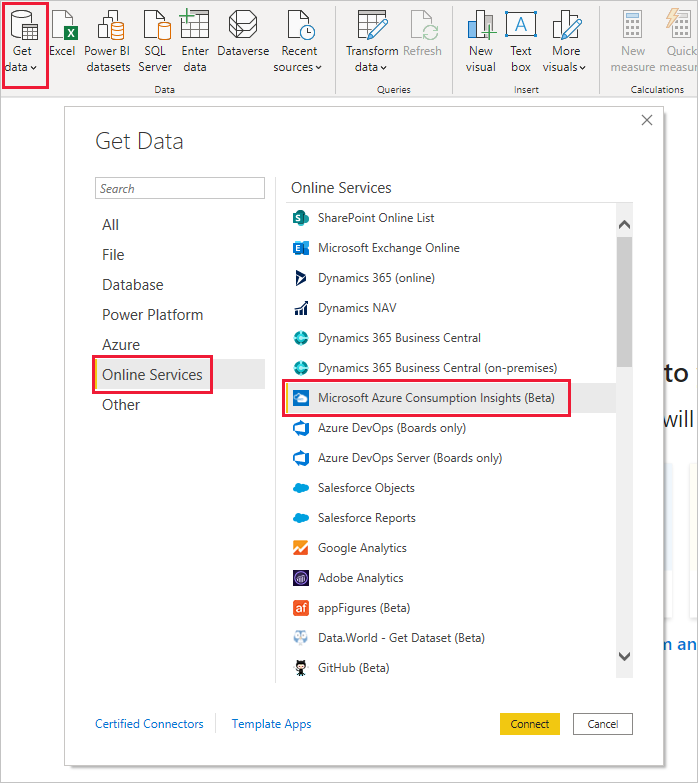 Get data
Excel
Power BI datasets
SQL Server
Enter data
Dataverse
Recent sources
Transform data
Refresh
New visual
Text box
More visuals
New measure
Quick measure
Data
Queries
Insert
Calculations
Get Data
Search
All
File
Database
Power Platform
Azure
Online Services
Other
Online Services
SharePoint Online List
Microsoft Exchange Online
Dynamics 365 (online)
Dynamics NAV
Dynamics 365 Business Central
Dynamics 365 Business Central (on-premises)
Microsoft Azure Consumption Insights (Beta)
Azure DevOps (Boards only)
Azure DevOps Server (Boards only)
Salesforce Objects
Salesforce Reports
Google Analytics
Adobe Analytics
appFigures (Beta)
Data.World - Get Dataset (Beta)
GitHub (Beta)
to
will
Certified Connectors
Template Apps
Connect
Cancel